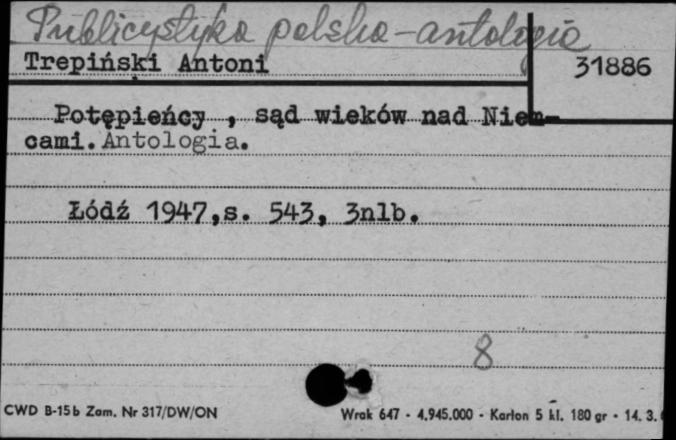 Publicystyka polska - antologia
Trepiński Antoni
31886
Potępieńcy , sąd wieków nad Niem-
cami. Antologia.
Łódź 1947,s. 543, 3nlb.
8
CWD B-15b Zam. Nr 317/DW/ON
Wrak 647 - 4.945.000 - Karton 5 kl. 180 gr - 14. 3.